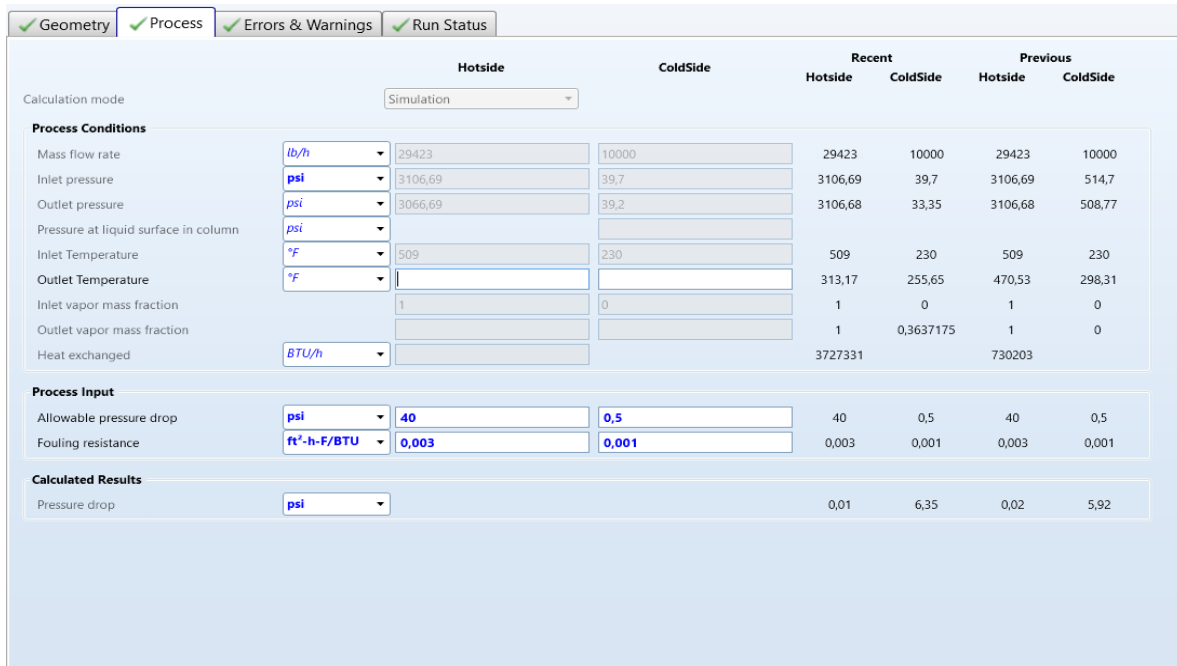 Geometry Process Errors & Warnings Run Status
Recent Previous
Hotside ColdSide Hotside ColdSide Hotside ColdSide
Calculation mode Simulation
Process Conditions
Mass flow rate lb/h 29423 10000 29423 10000 29423 10000
Inlet pressure psi 3106,69 39,7 3106,69 39,7 3106,69 514,7
Outlet pressure psi 3066,69 39,2 3106,68 33,35 3106,68 508,77
Pressure at liquid surface in column psi
Inlet Temperature °F 509 230 509 230 509 230
Outlet Temperature °F 313,17 255,65 470,53 298,31
Inlet vapor mass fraction 1 0 1 0 1 0
Outlet vapor mass fraction 1 0,3637175 1 0
Heat exchanged BTU/h 3727331 730203
Process Input
Allowable pressure drop psi 40 0,5 40 0,5 40 0,5
Fouling resistance ft²-h-F/BTU 0,003 0,001 0,003 0,001 0,003 0,001
Calculated Results
Pressure drop psi 0,01 6,35 0,02 5,92